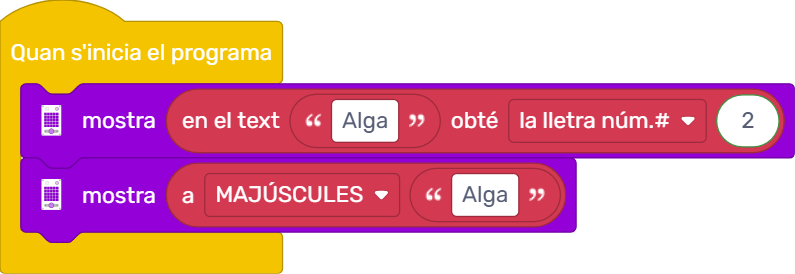 Quan s'inicia el programa
mostra en el text “ Alga ” obté la lletra núm.# 2
mostra a MAJÚSCULES “ Alga ”